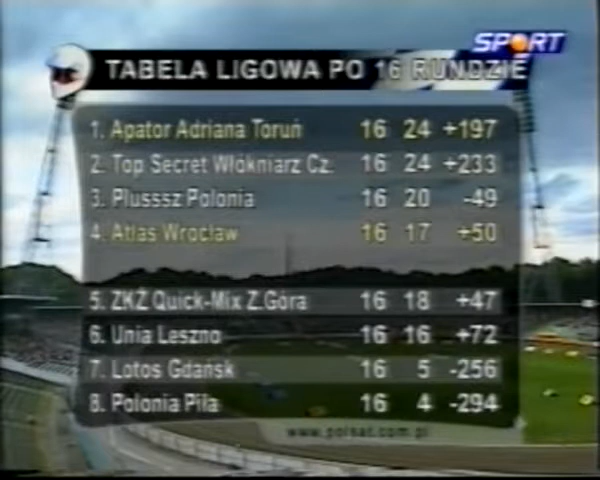 SPORT
TABELA LIGOWA PO 16 RUNDZIE
1. Apator Adriana Toruń 16 24 +197
2. Top Secret Włókniarz Cz. 16 24 +233
3. Plusssz Polonia 16 20 -49
4. Atlas Wrocław 16 17 +50
5. ZKŻ Quick-Mix Z.Góra 16 18 +47
6. Unia Leszno 16 16 +72
7. Lotos Gdańsk 16 5 -256
8. Polonia Piła 16 4 -294
www.polsat.com.pl